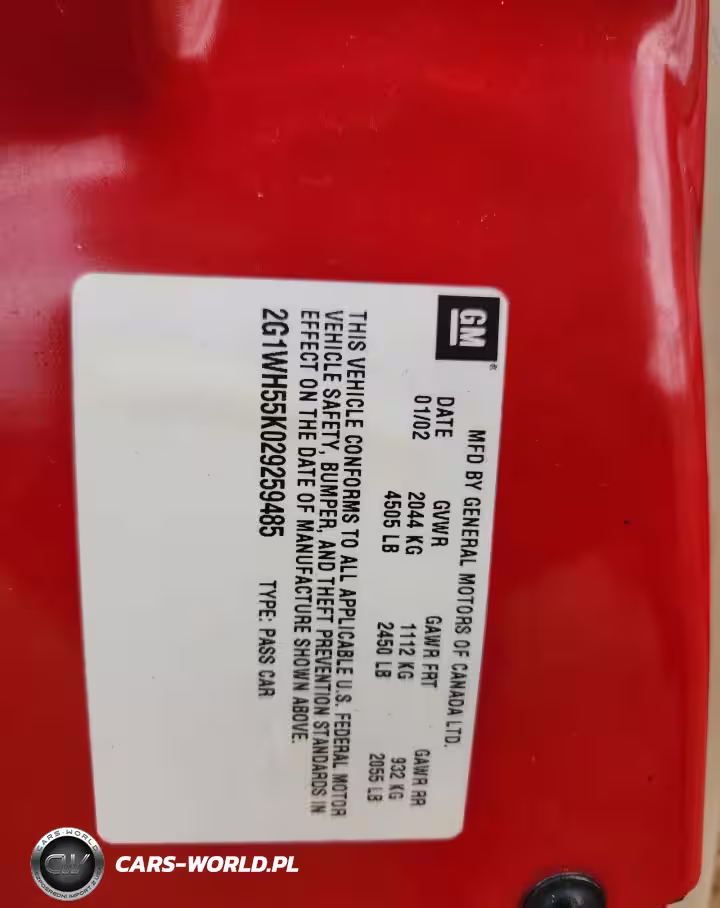 GM®
MFD BY GENERAL MOTORS OF CANADA LTD.
DATE GVWR GAWR FRT GAWR RR
01/02 2044 KG 1112 KG 932 KG
4505 LB 2450 LB 2055 LB
THIS VEHICLE CONFORMS TO ALL APPLICABLE U.S. FEDERAL MOTOR
VEHICLE SAFETY, BUMPER, AND THEFT PREVENTION STANDARDS IN
EFFECT ON THE DATE OF MANUFACTURE SHOWN ABOVE.
2G1WH55K029259485 TYPE: PASS CAR
CARS-WORLD
CW
CARS-WORLD.PL